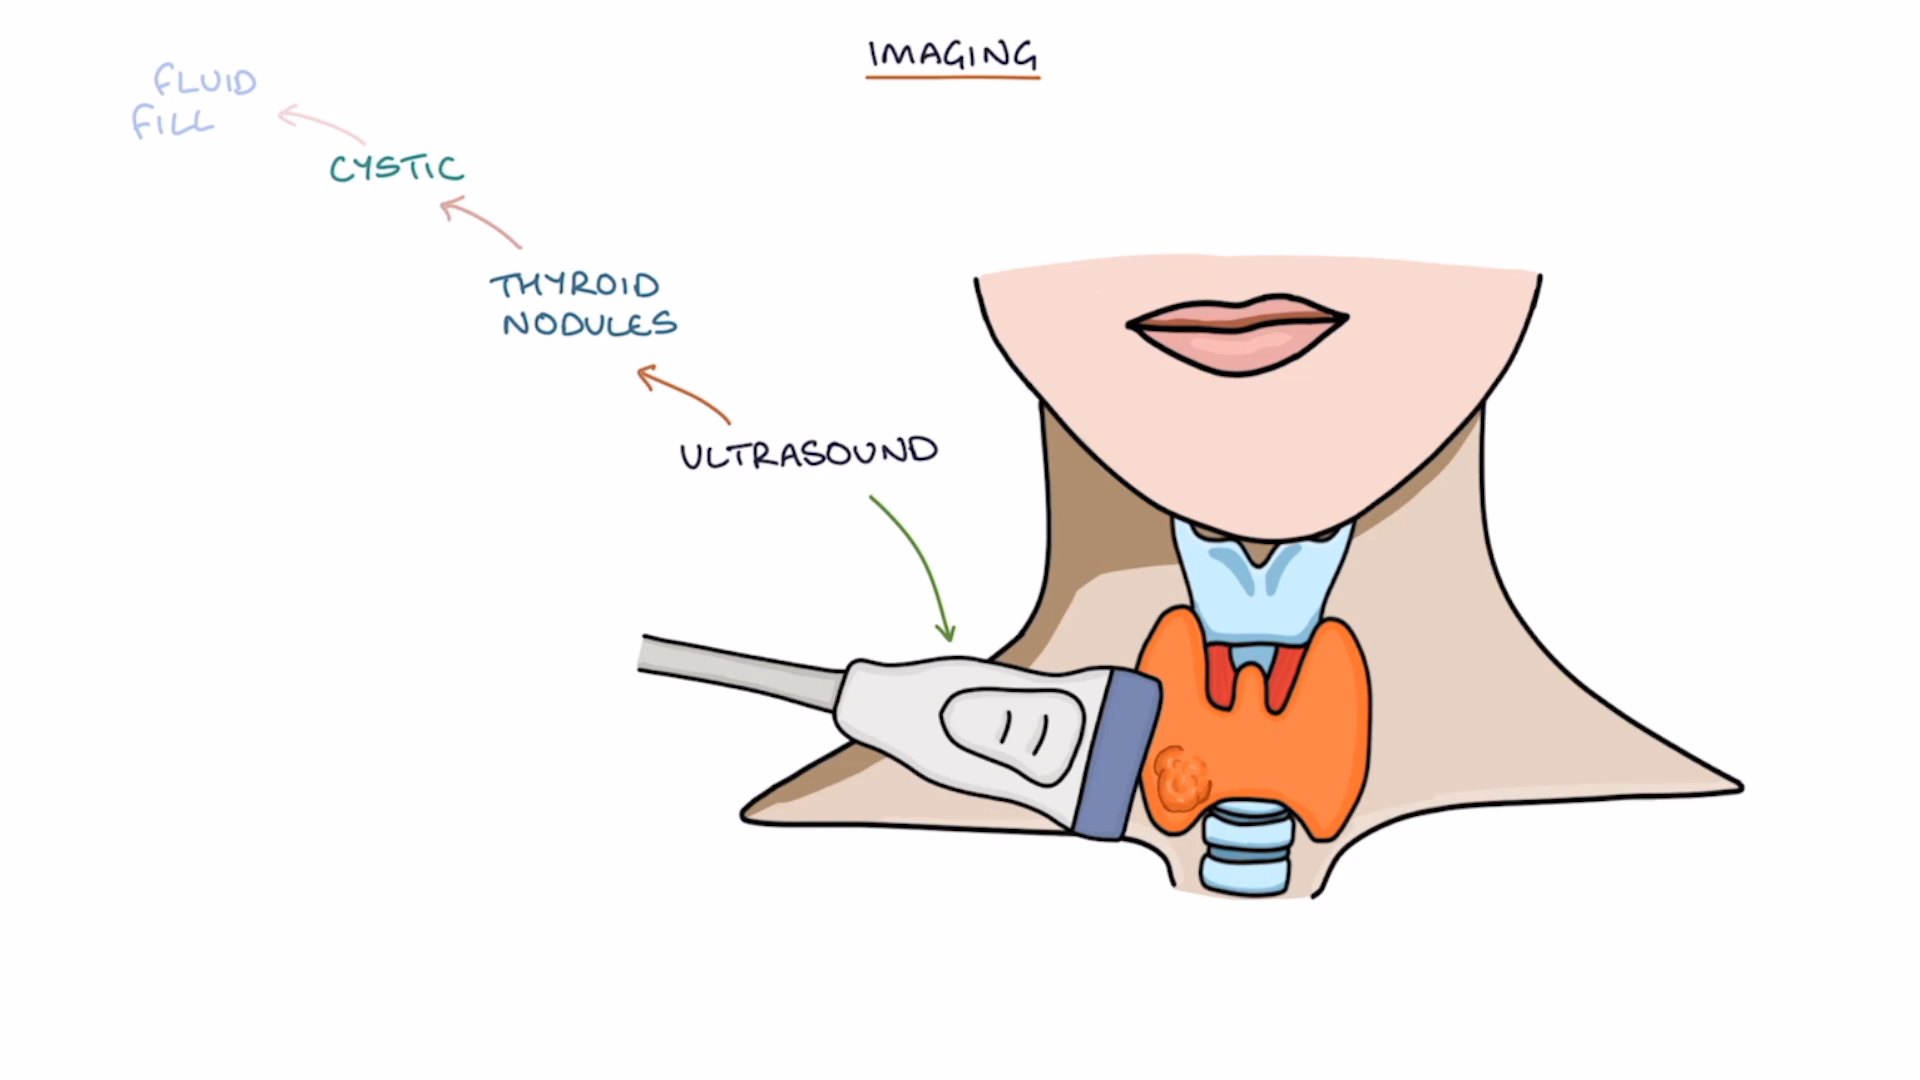 IMAGING
FLUID
FILL
CYSTIC
THYROID
NODULES
ULTRASOUND